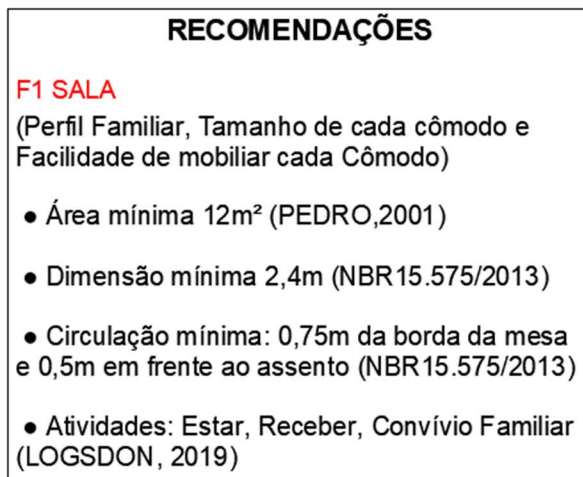 RECOMENDAÇÕES
F1 SALA
(Perfil Familiar, Tamanho de cada cômodo e
Facilidade de mobiliar cada Cômodo)
● Área mínima 12m² (PEDRO,2001)
● Dimensão mínima 2,4m (NBR15.575/2013)
● Circulação mínima: 0,75m da borda da mesa
e 0,5m em frente ao assento (NBR15.575/2013)
● Atividades: Estar, Receber, Convívio Familiar
(LOGSDON, 2019)